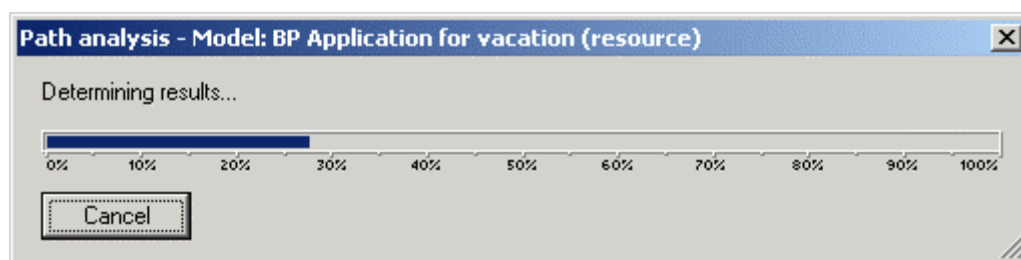 Path analysis - Model: BP Application for vacation (resource)
Determining results...
0% 10% 20% 30% 40% 50% 60% 70% 80% 90% 100%
Cancel